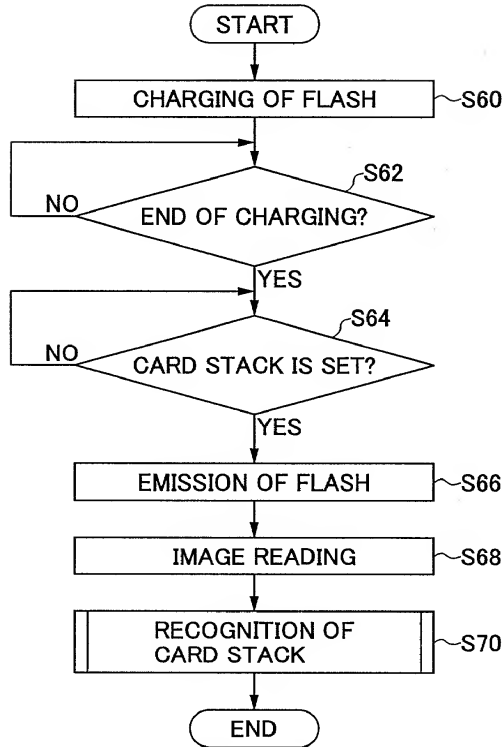 START
CHARGING OF FLASH
S60
S62
NO
END OF CHARGING?
YES
S64
NO
CARD STACK IS SET?
YES
EMISSION OF FLASH
S66
IMAGE READING
S68
RECOGNITION OF
CARD STACK
S70
END